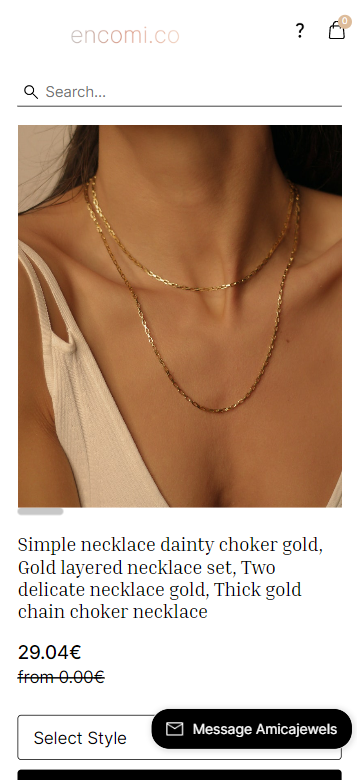 encomi.co
?
0
Search...
Simple necklace dainty choker gold,
Gold layered necklace set, Two
delicate necklace gold, Thick gold
chain choker necklace
29.04€
from 0.00€
Select Style
Message Amicajewels